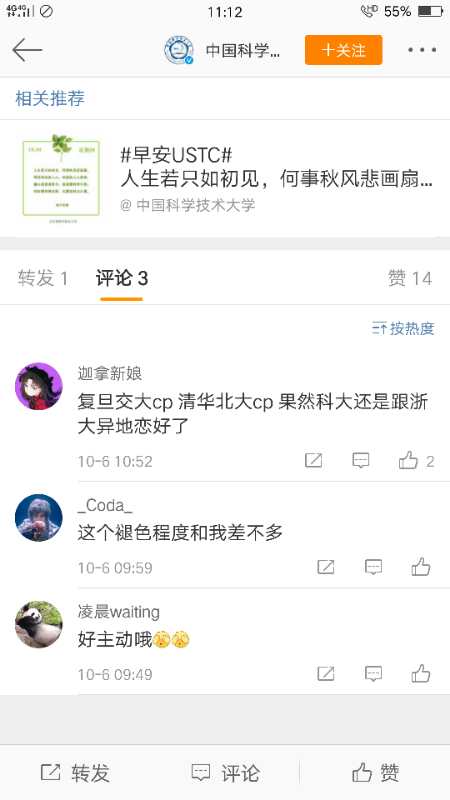 4G 4G
11:12
HD
55%
中国科学...
+关注
相关推荐
#早安USTC#
人生若只如初见，何事秋风悲画扇...
@ 中国科学技术大学
转发 1
评论 3
赞 14
按热度
迦拿新娘
复旦交大cp 清华北大cp 果然科大还是跟浙
大异地恋好了
10-6 10:52
2
_Coda_
这个褪色程度和我差不多
10-6 09:59
凌晨waiting
好主动哦
10-6 09:49
转发
评论
赞